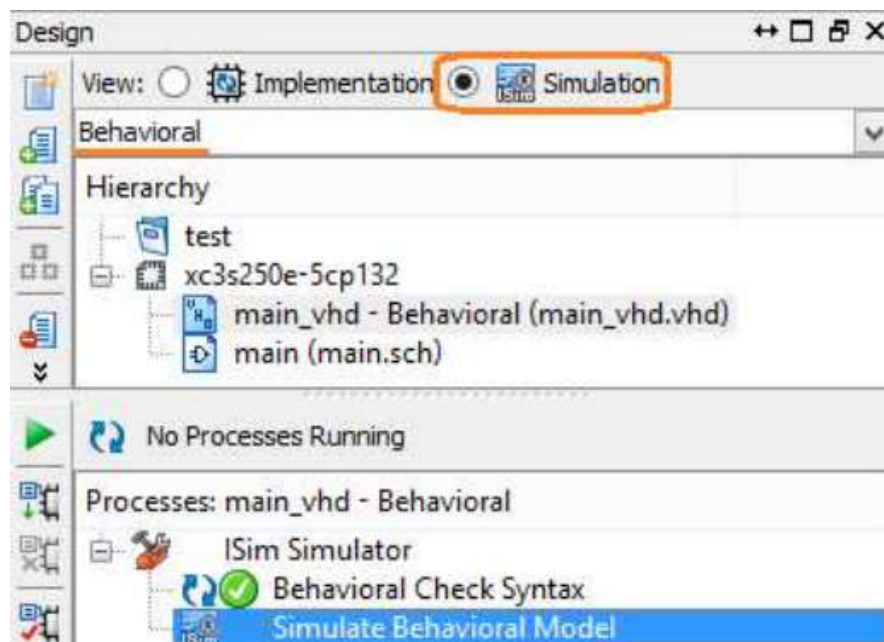 Design
View: Implementation Simulation
Behavioral
Hierarchy
test
xc3s250e-5cp132
main_vhd - Behavioral (main_vhd.vhd)
main (main.sch)
No Processes Running
Processes: main_vhd - Behavioral
ISim Simulator
Behavioral Check Syntax
Simulate Behavioral Model